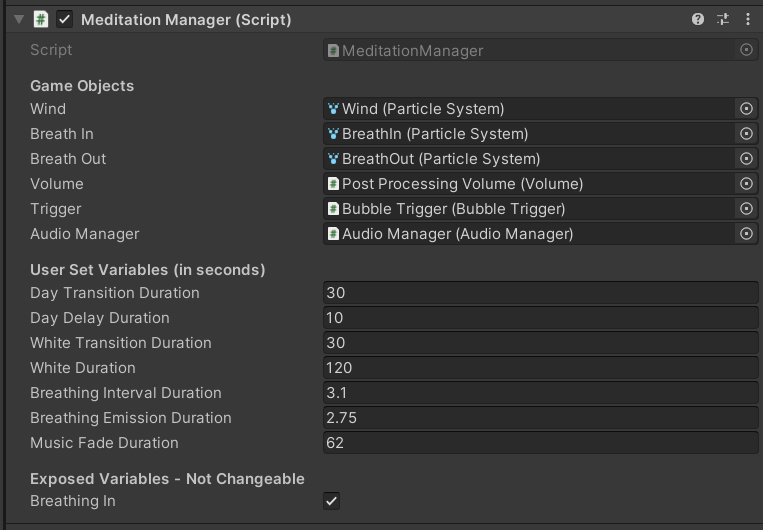 Meditation Manager (Script)
Script MeditationManager
Game Objects
Wind Wind (Particle System)
Breath In BreathIn (Particle System)
Breath Out BreathOut (Particle System)
Volume Post Processing Volume (Volume)
Trigger Bubble Trigger (Bubble Trigger)
Audio Manager Audio Manager (Audio Manager)
User Set Variables (in seconds)
Day Transition Duration 30
Day Delay Duration 10
White Transition Duration 30
White Duration 120
Breathing Interval Duration 3.1
Breathing Emission Duration 2.75
Music Fade Duration 62
Exposed Variables - Not Changeable
Breathing In